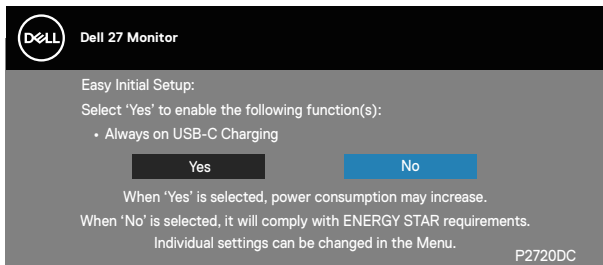 DELL
Dell 27 Monitor
Easy Initial Setup:
Select ‘Yes’ to enable the following function(s):
• Always on USB-C Charging
Yes No
When ‘Yes’ is selected, power consumption may increase.
When ‘No’ is selected, it will comply with ENERGY STAR requirements.
Individual settings can be changed in the Menu.
P2720DC